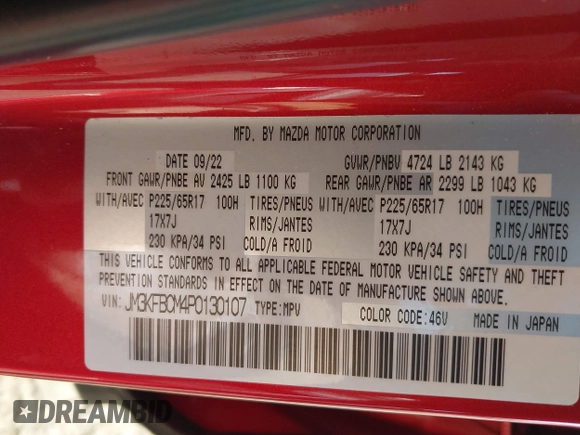 MFD. BY MAZDA MOTOR CORPORATION
DATE 09/22 GVWR/PNBV 4724 LB 2143 KG
FRONT GAWR/PNBE AV 2425 LB 1100 KG REAR GAWR/PNBE AR 2299 LB 1043 KG
WITH/AVEC P225/65R17 100H TIRES/PNEUS WITH/AVEC P225/65R17 100H TIRES/PNEUS
17X7J RIMS/JANTES 17X7J RIMS/JANTES
230 KPA/34 PSI COLD/A FROID 230 KPA/34 PSI COLD/A FROID
THIS VEHICLE CONFORMS TO ALL APPLICABLE FEDERAL MOTOR VEHICLE SAFETY AND THEFT
PREVENTION STANDARDS IN EFFECT ON THE DATE OF MANUFACTURE SHOWN ABOVE.
VIN: JM3KFBCM4P0130107 TYPE:MPV COLOR CODE:46V MADE IN JAPAN
DREAMBID